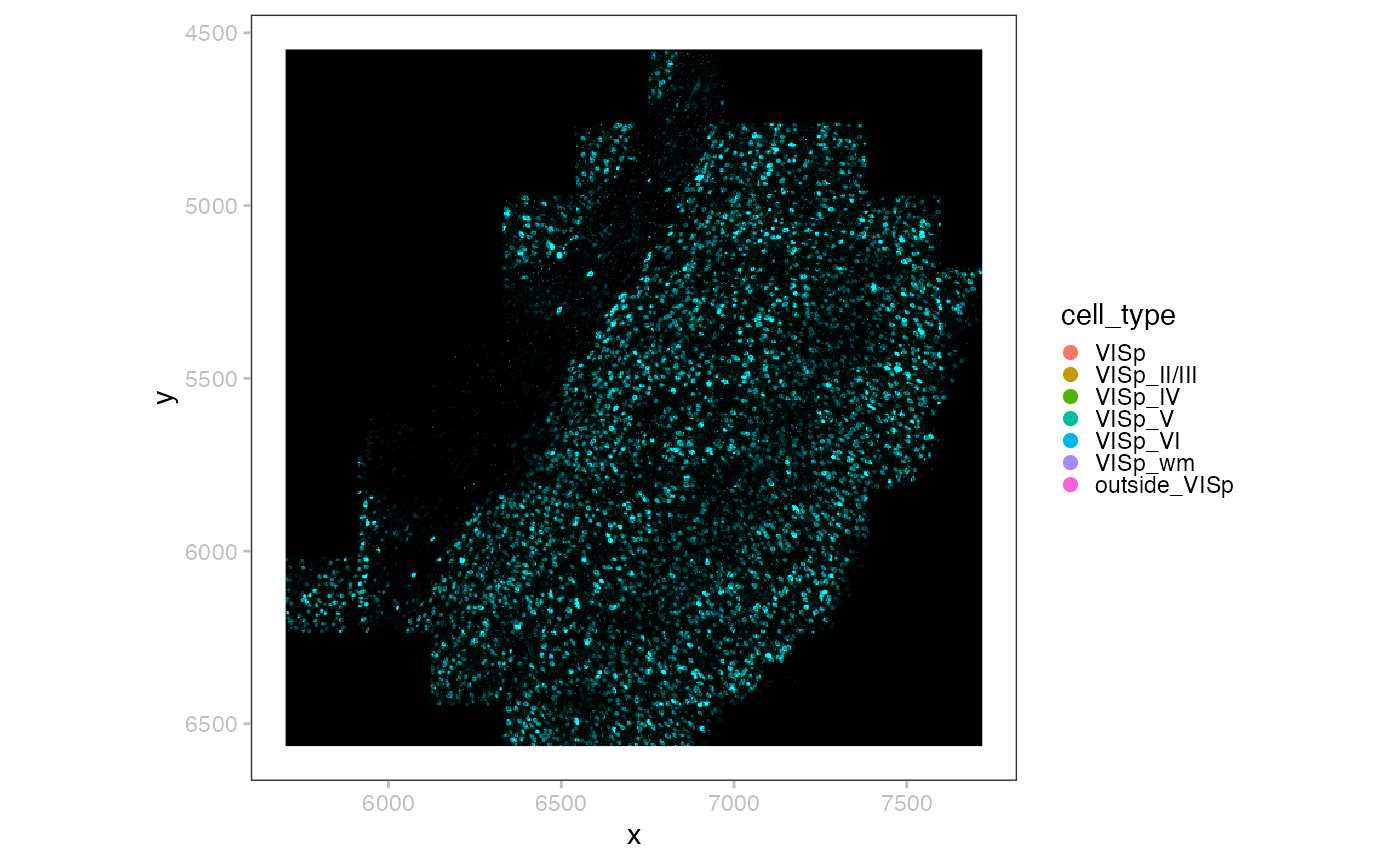 4500
5000
5500
6000
6500
y
6000 6500 7000 7500
x
cell_type
VISp
VISp_II/III
VISp_IV
VISp_V
VISp_VI
VISp_wm
outside_VISp